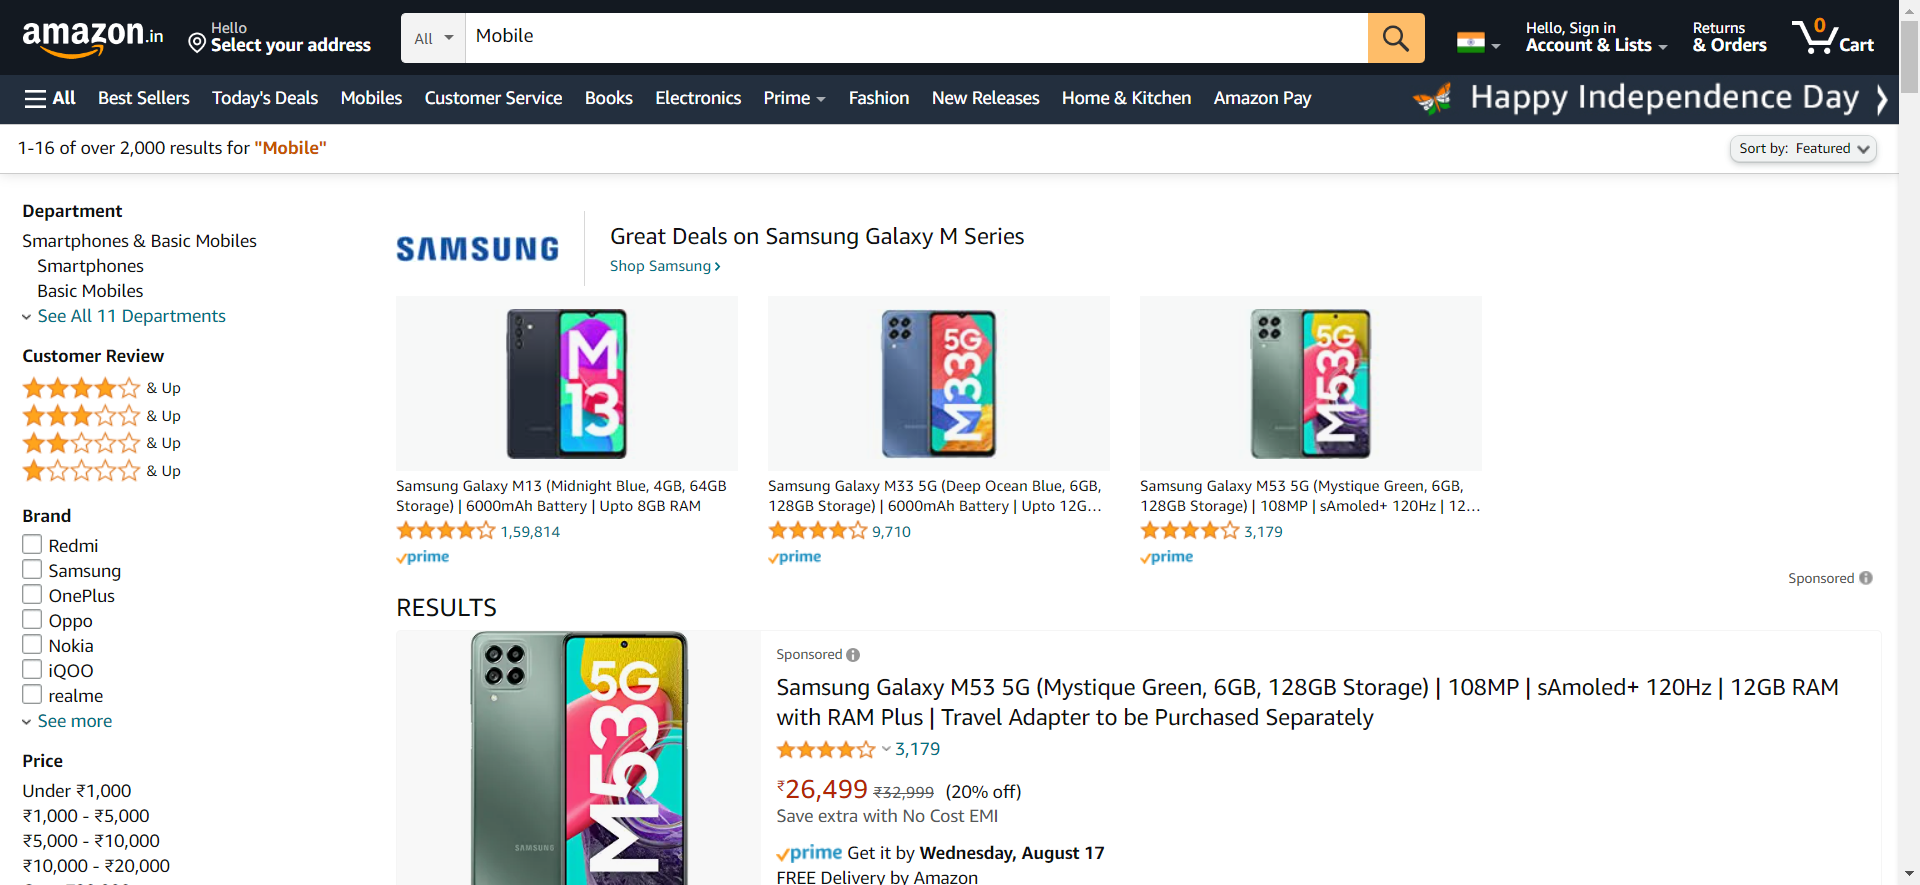 amazon.in
Hello
Select your address
All
Mobile
Hello, Sign in
Account & Lists
Returns
& Orders
0
Cart
All
Best Sellers
Today's Deals
Mobiles
Customer Service
Books
Electronics
Prime
Fashion
New Releases
Home & Kitchen
Amazon Pay
Happy Independence Day
1-16 of over 2,000 results for "Mobile"
Sort by: Featured
Department
Smartphones & Basic Mobiles
Smartphones
Basic Mobiles
See All 11 Departments
Customer Review
& Up
& Up
& Up
& Up
Brand
Redmi
Samsung
OnePlus
Oppo
Nokia
iQOO
realme
See more
Price
Under ₹1,000
₹1,000 - ₹5,000
₹5,000 - ₹10,000
₹10,000 - ₹20,000
SAMSUNG
Great Deals on Samsung Galaxy M Series
Shop Samsung
M
13
5G
M33
5G
M53
Samsung Galaxy M13 (Midnight Blue, 4GB, 64GB
Storage) | 6000mAh Battery | Upto 8GB RAM
1,59,814
prime
Samsung Galaxy M33 5G (Deep Ocean Blue, 6GB,
128GB Storage) | 6000mAh Battery | Upto 12G...
9,710
prime
Samsung Galaxy M53 5G (Mystique Green, 6GB,
128GB Storage) | 108MP | sAmoled+ 120Hz | 12...
3,179
prime
Sponsored
RESULTS
5G
M53
SAMSUNG
Sponsored
Samsung Galaxy M53 5G (Mystique Green, 6GB, 128GB Storage) | 108MP | sAmoled+ 120Hz | 12GB RAM
with RAM Plus | Travel Adapter to be Purchased Separately
3,179
₹26,499 ₹32,999 (20% off)
Save extra with No Cost EMI
prime Get it by Wednesday, August 17
FREE Delivery by Amazon